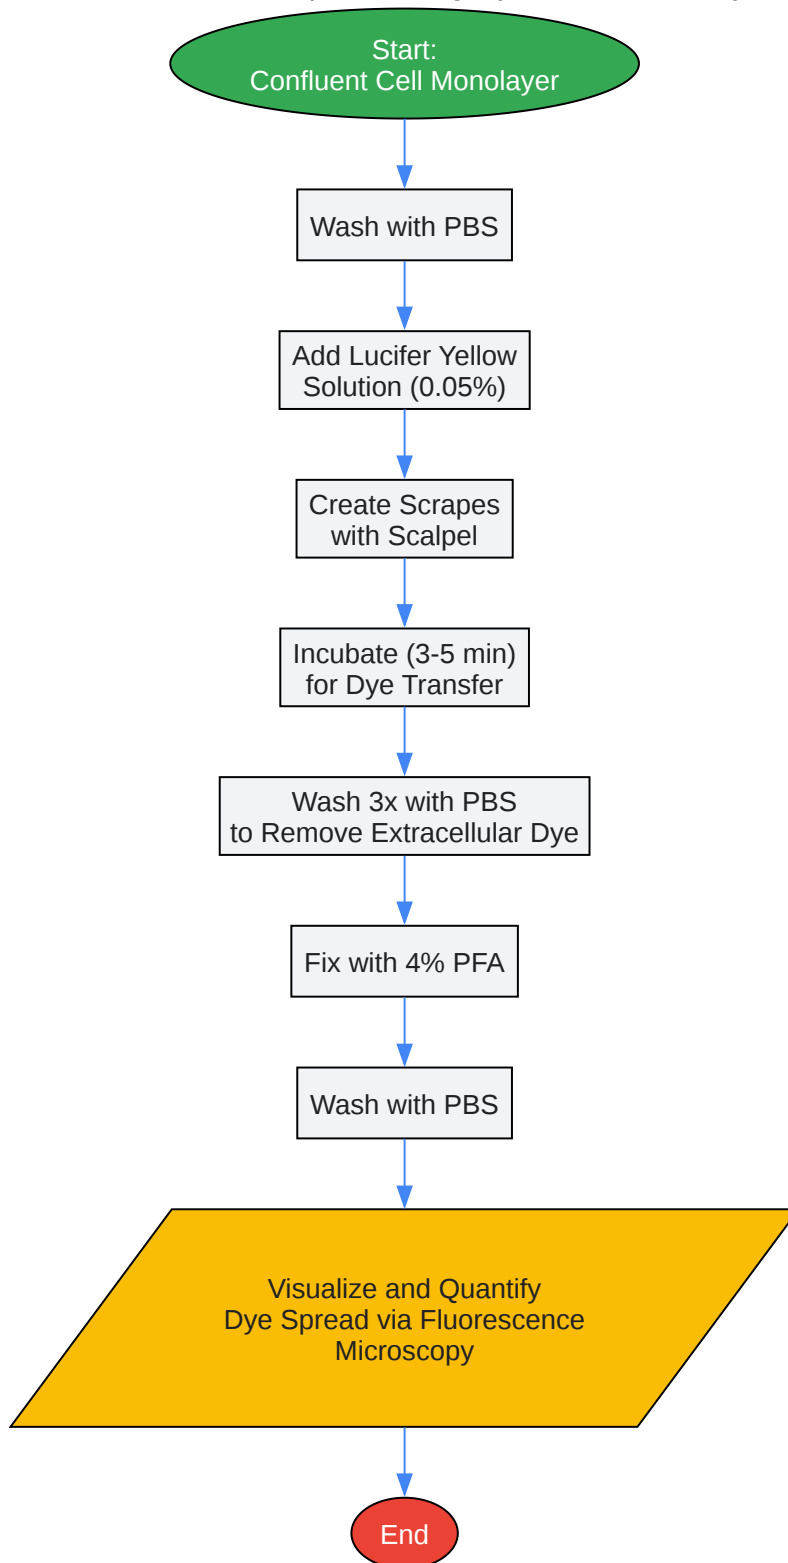 Start:
Confluent Cell Monolayer
Wash with PBS
Add Lucifer Yellow
Solution (0.05%)
Create Scrapes
with Scalpel
Incubate (3-5 min)
for Dye Transfer
Wash 3x with PBS
to Remove Extracellular Dye
Fix with 4% PFA
Wash with PBS
Visualize and Quantify
Dye Spread via Fluorescence
Microscopy
End